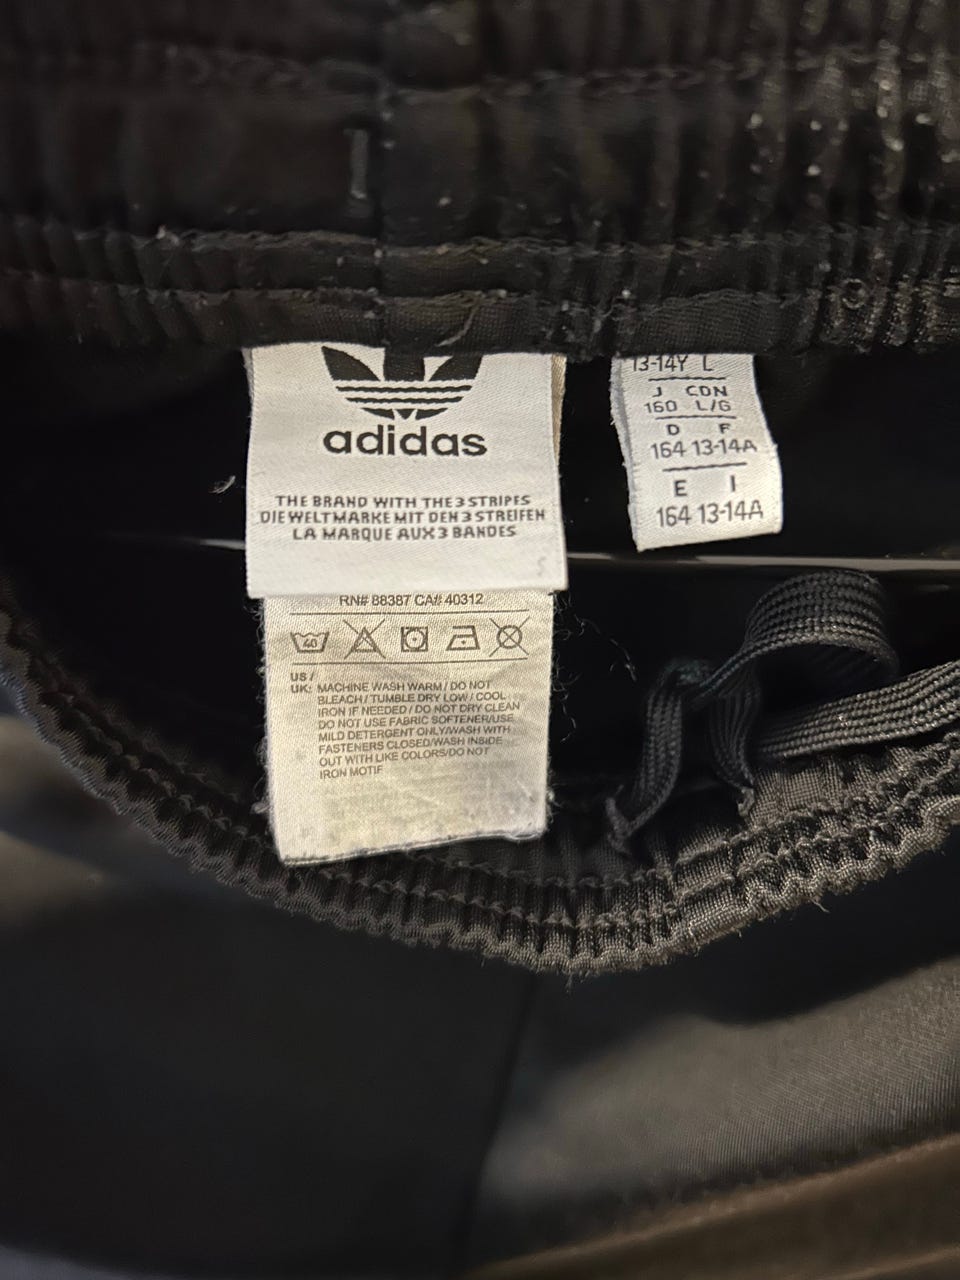 adidas
THE BRAND WITH THE 3 STRIPES
DIE WELTMARKE MIT DEN 3 STREIFEN
LA MARQUE AUX 3 BANDES
RN# 88387 CA# 40312
40
US /
UK: MACHINE WASH WARM / DO NOT
BLEACH / TUMBLE DRY LOW / COOL
IRON IF NEEDED / DO NOT DRY CLEAN
DO NOT USE FABRIC SOFTENER/USE
MILD DETERGENT ONLY/WASH WITH
FASTENERS CLOSED/WASH INSIDE
OUT WITH LIKE COLORS/DO NOT
IRON MOTIF
13-14Y L
J CDN
160 L/G
D F
164 13-14A
E I
164 13-14A